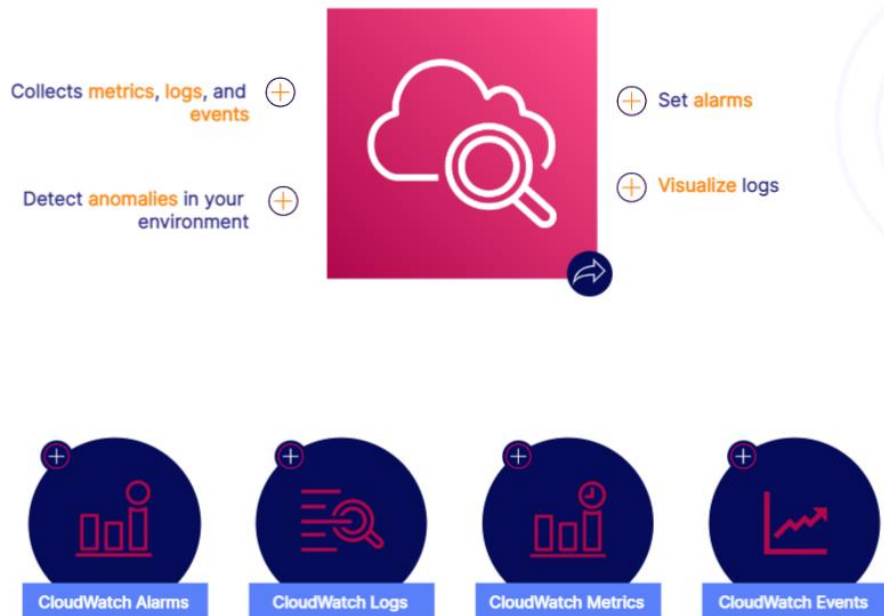 Collects metrics, logs, and
events
Detect anomalies in your
environment
Set alarms
Visualize logs
CloudWatch Alarms
CloudWatch Logs
CloudWatch Metrics
CloudWatch Events